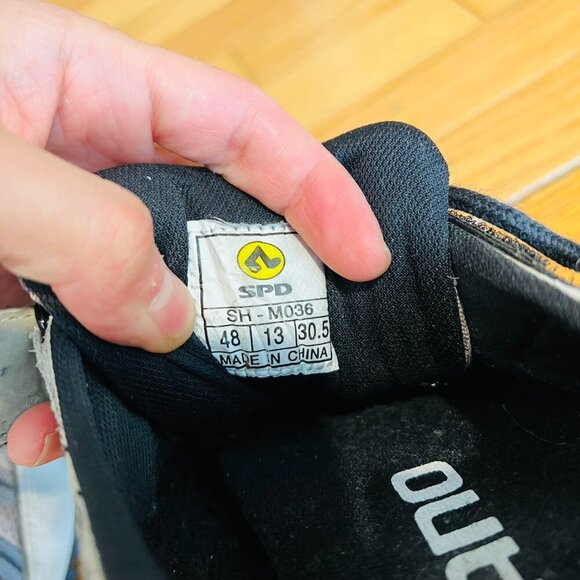 SPD
SH - M036
48 13 30.5
MADE IN CHINA